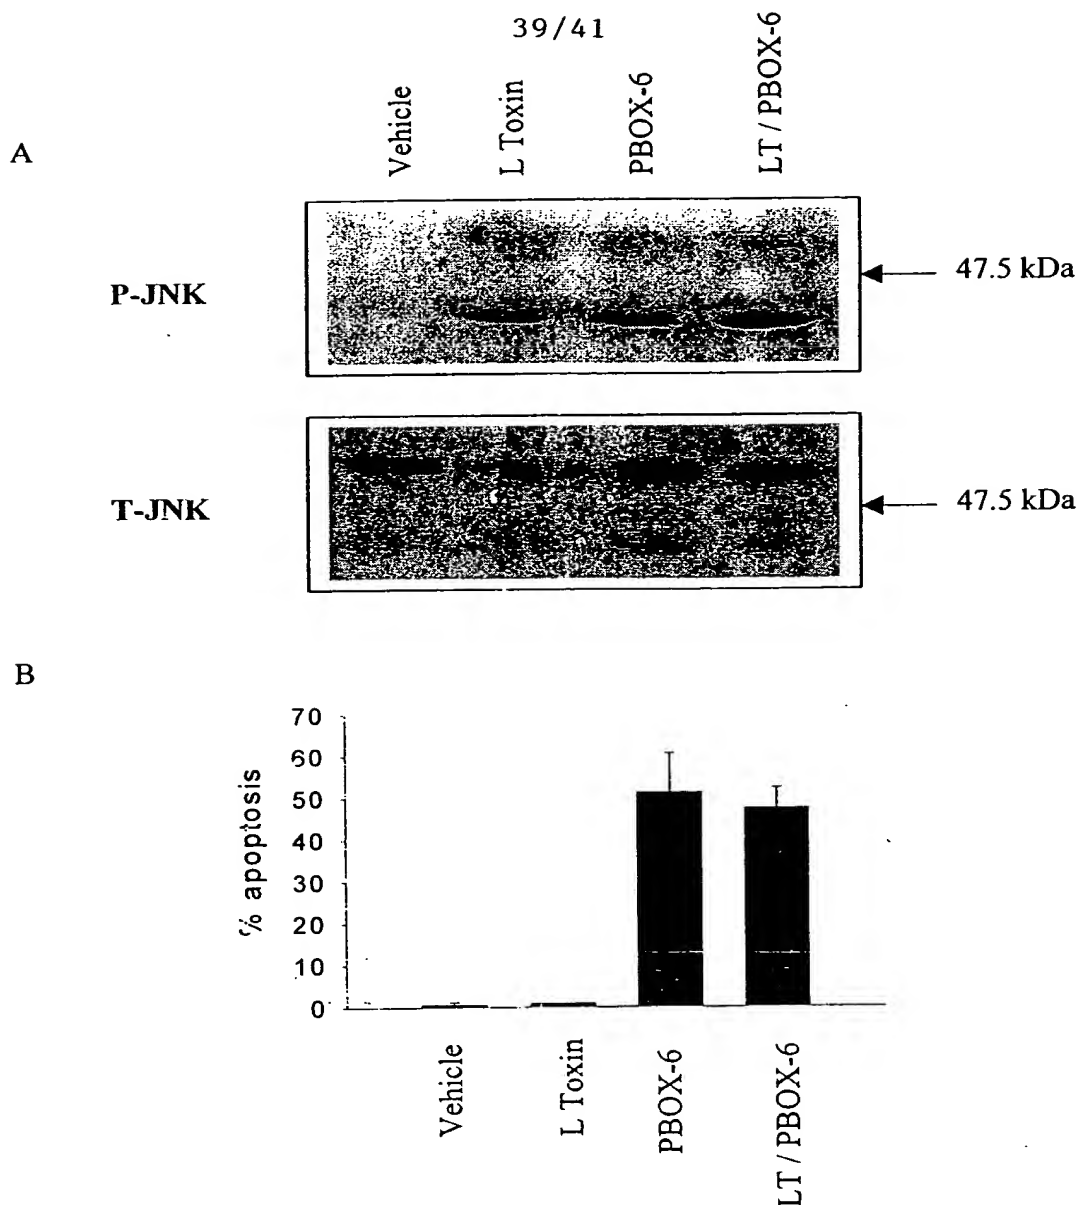 39/41
A
Vehicle
L Toxin
PBOX-6
LT / PBOX-6
P-JNK
47.5 kDa
T-JNK
47.5 kDa
B
% apoptosis
70
60
50
40
30
20
10
0
Vehicle
L Toxin
PBOX-6
LT / PBOX-6